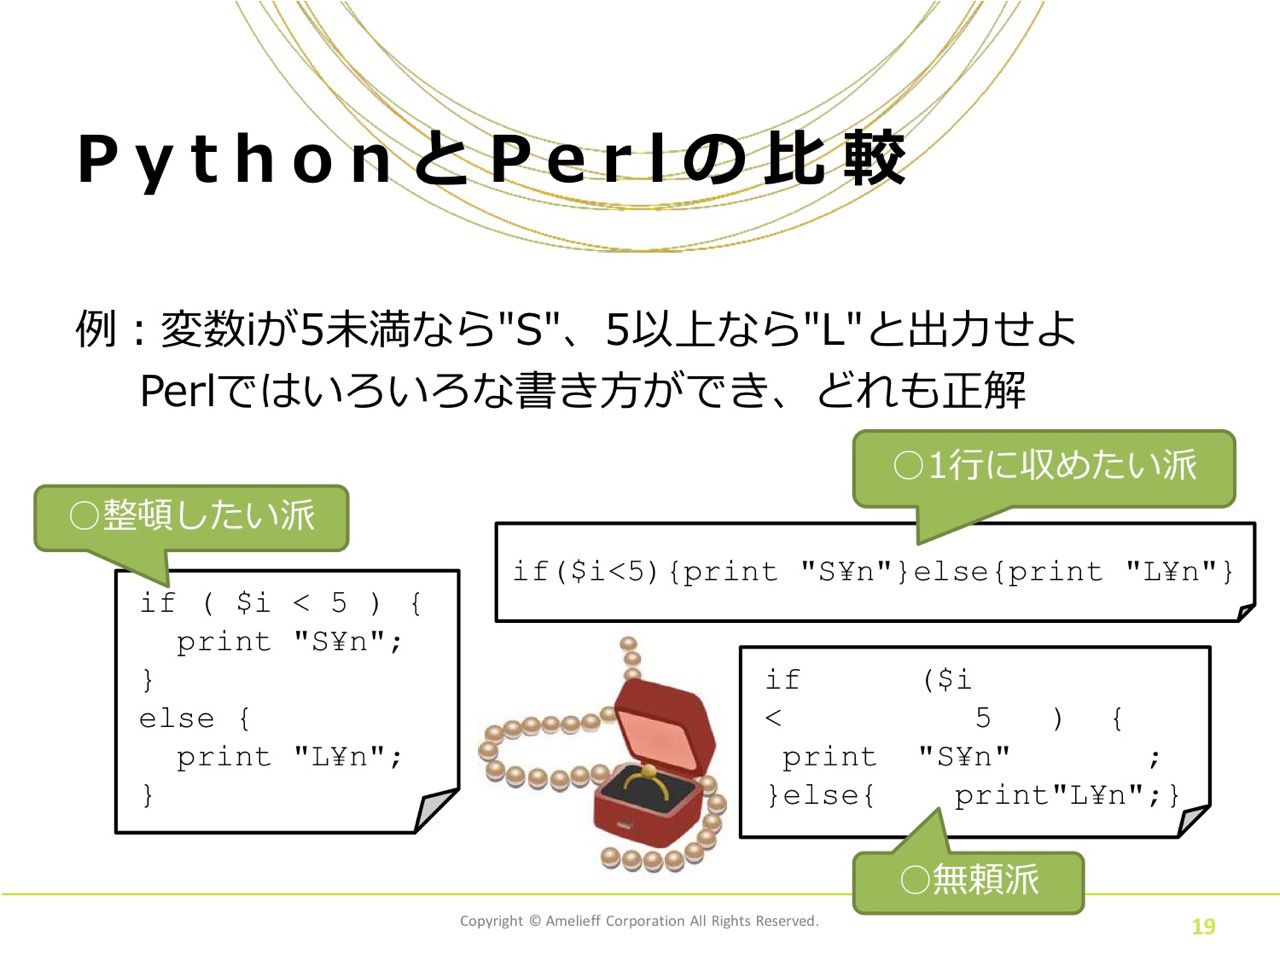 PythonとPerlの比較
例：変数iが5未満なら"S"、5以上なら"L"と出力せよ
Perlではいろいろな書き方ができ、どれも正解
○整頓したい派
if ( $i < 5 ) {
  print "S¥n";
}
else {
  print "L¥n";
}
○1行に収めたい派
if($i<5){print "S¥n"}else{print "L¥n"}
if      ($i
<          5   )  {
 print  "S¥n"       ;
}else{    print"L¥n";}
○無頼派
Copyright © Amelieff Corporation All Rights Reserved.
19